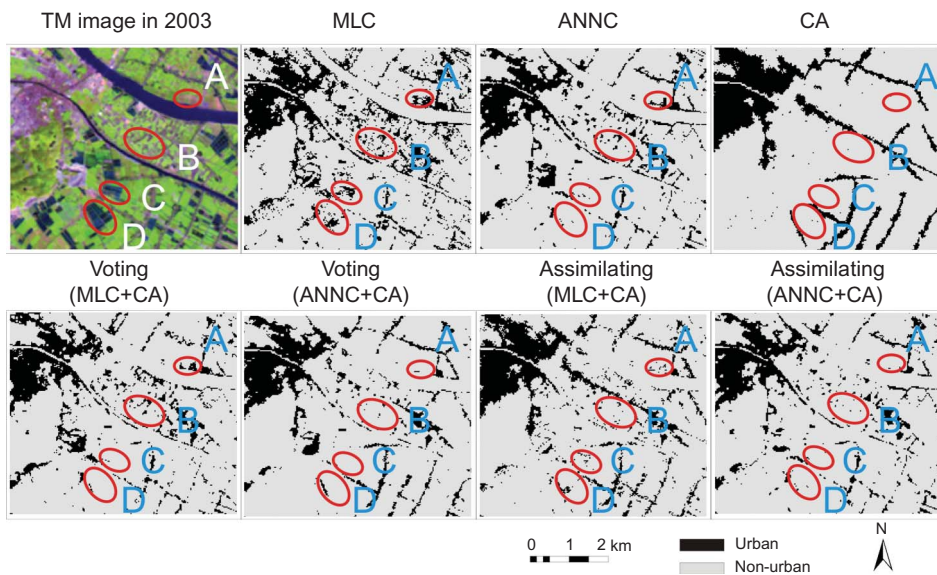 TM image in 2003
MLC
ANNC
CA
A
B
C
D
A
B
C
D
A
B
C
D
A
B
C
D
Voting
(MLC+CA)
Voting
(ANNC+CA)
Assimilating
(MLC+CA)
Assimilating
(ANNC+CA)
A
B
C
D
A
B
C
D
A
B
C
D
A
B
C
D
0 1 2 km
Urban
Non-urban
N